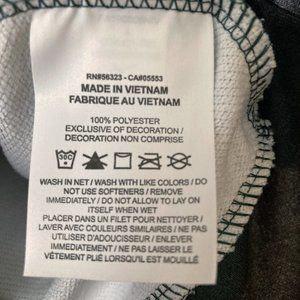 RN#56323 - CA#05553
MADE IN VIETNAM
FABRIQUE AU VIETNAM
100% POLYESTER
EXCLUSIVE OF DECORATION /
DECORATION NON COMPRISE
30C
WASH IN NET / WASH WITH LIKE COLORS / DO
NOT USE SOFTENERS / REMOVE
IMMEDIATELY / DO NOT ALLOW TO LAY ON
ITSELF WHEN WET
PLACER DANS UN FILET POUR NETTOYER /
LAVER AVEC COULEURS SIMILAIRES / NE PAS
UTILISER D'ADOUCISSEUR / ENLEVER
IMMÉDIATEMENT / NE PAS LAISSER LE
VÊTEMENT PLIÉ LORSQU'IL EST MOUILLÉ